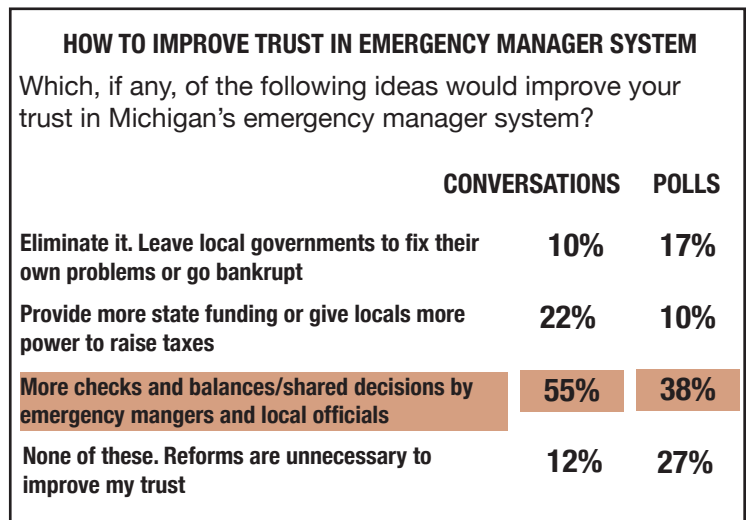 HOW TO IMPROVE TRUST IN EMERGENCY MANAGER SYSTEM
Which, if any, of the following ideas would improve your
trust in Michigan's emergency manager system?
CONVERSATIONS POLLS
Eliminate it. Leave local governments to fix their 10% 17%
own problems or go bankrupt
Provide more state funding or give locals more 22% 10%
power to raise taxes
More checks and balances/shared decisions by 55% 38%
emergency mangers and local officials
None of these. Reforms are unnecessary to 12% 27%
improve my trust